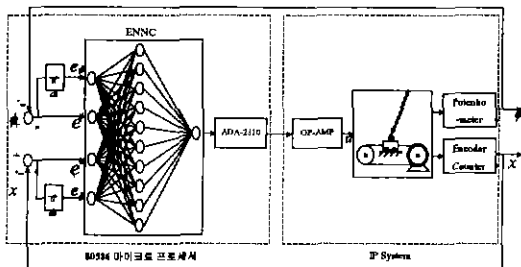 ENNC
ADA-2310
OP-AMP
u
Potentio
-meter
Encoder
Counter
x
e
e
x
80586 마이크로 프로세서
IP System